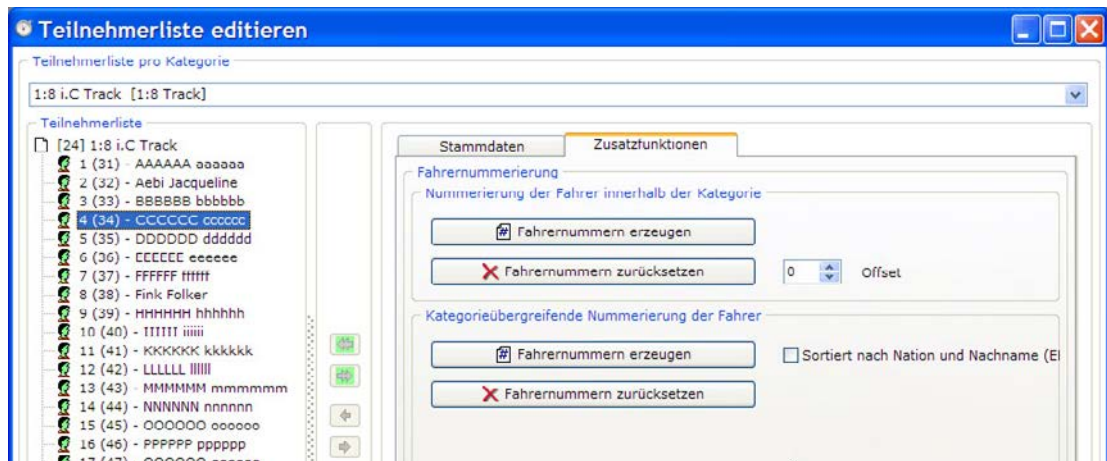 Teilnehmerliste editieren
Teilnehmerliste pro Kategorie
1:8 i.C Track [1:8 Track]
Teilnehmerliste
[24] 1:8 i.C Track
1 (31) - AAAAAA aaaaaa
2 (32) - Aebi Jacqueline
3 (33) - BBBBBB bbbbbb
4 (34) - CCCCCC cccccc
5 (35) - DDDDDD dddddd
6 (36) - EEEEEE eeeeee
7 (37) - FFFFFF ffffff
8 (38) - Fink Folker
9 (39) - HHHHHH hhhhhh
10 (40) - IIIIII iiiiii
11 (41) - KKKKKK kkkkkk
12 (42) - LLLLLL llllll
13 (43) - MMMMMM mmmmmm
14 (44) - NNNNNN nnnnnn
15 (45) - OOOOOO oooooo
16 (46) - PPPPPP pppppp
Stammdaten
Zusatzfunktionen
Fahrernummerierung
Nummerierung der Fahrer innerhalb der Kategorie
Fahrernummern erzeugen
Fahrernummern zurücksetzen
0
Offset
Kategorieübergreifende Nummerierung der Fahrer
Fahrernummern erzeugen
Sortiert nach Nation und Nachname (E
Fahrernummern zurücksetzen